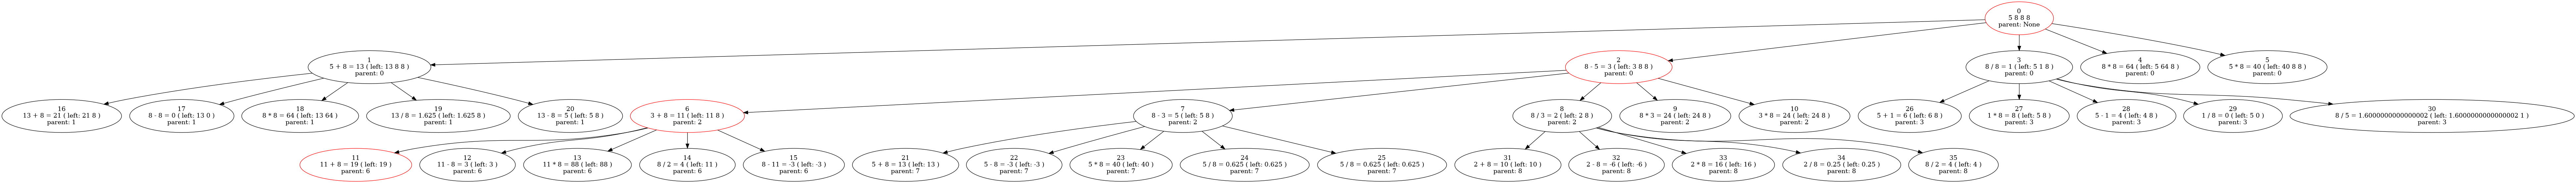 0
5 8 8 8
parent: None
1
5 + 8 = 13 ( left: 13 8 8 )
parent: 0
2
8 - 5 = 3 ( left: 3 8 8 )
parent: 0
3
8 / 8 = 1 ( left: 5 1 8 )
parent: 0
4
8 * 8 = 64 ( left: 5 64 8 )
parent: 0
5
5 * 8 = 40 ( left: 40 8 8 )
parent: 0
16
13 + 8 = 21 ( left: 21 8 )
parent: 1
17
8 - 8 = 0 ( left: 13 0 )
parent: 1
18
8 * 8 = 64 ( left: 13 64 )
parent: 1
19
13 / 8 = 1.625 ( left: 1.625 8 )
parent: 1
20
13 - 8 = 5 ( left: 5 8 )
parent: 1
6
3 + 8 = 11 ( left: 11 8 )
parent: 2
7
8 - 3 = 5 ( left: 5 8 )
parent: 2
8
8 / 3 = 2 ( left: 2 8 )
parent: 2
9
8 * 3 = 24 ( left: 24 8 )
parent: 2
10
3 * 8 = 24 ( left: 24 8 )
parent: 2
26
5 + 1 = 6 ( left: 6 8 )
parent: 3
27
1 * 8 = 8 ( left: 5 8 )
parent: 3
28
5 - 1 = 4 ( left: 4 8 )
parent: 3
29
1 / 8 = 0 ( left: 5 0 )
parent: 3
30
8 / 5 = 1.6000000000000002 ( left: 1.6000000000000002 1 )
parent: 3
11
11 + 8 = 19 ( left: 19 )
parent: 6
12
11 - 8 = 3 ( left: 3 )
parent: 6
13
11 * 8 = 88 ( left: 88 )
parent: 6
14
8 / 2 = 4 ( left: 11 )
parent: 6
15
8 - 11 = -3 ( left: -3 )
parent: 6
21
5 + 8 = 13 ( left: 13 )
parent: 7
22
5 - 8 = -3 ( left: -3 )
parent: 7
23
5 * 8 = 40 ( left: 40 )
parent: 7
24
5 / 8 = 0.625 ( left: 0.625 )
parent: 7
25
5 / 8 = 0.625 ( left: 0.625 )
parent: 7
31
2 + 8 = 10 ( left: 10 )
parent: 8
32
2 - 8 = -6 ( left: -6 )
parent: 8
33
2 * 8 = 16 ( left: 16 )
parent: 8
34
2 / 8 = 0.25 ( left: 0.25 )
parent: 8
35
8 / 2 = 4 ( left: 4 )
parent: 8